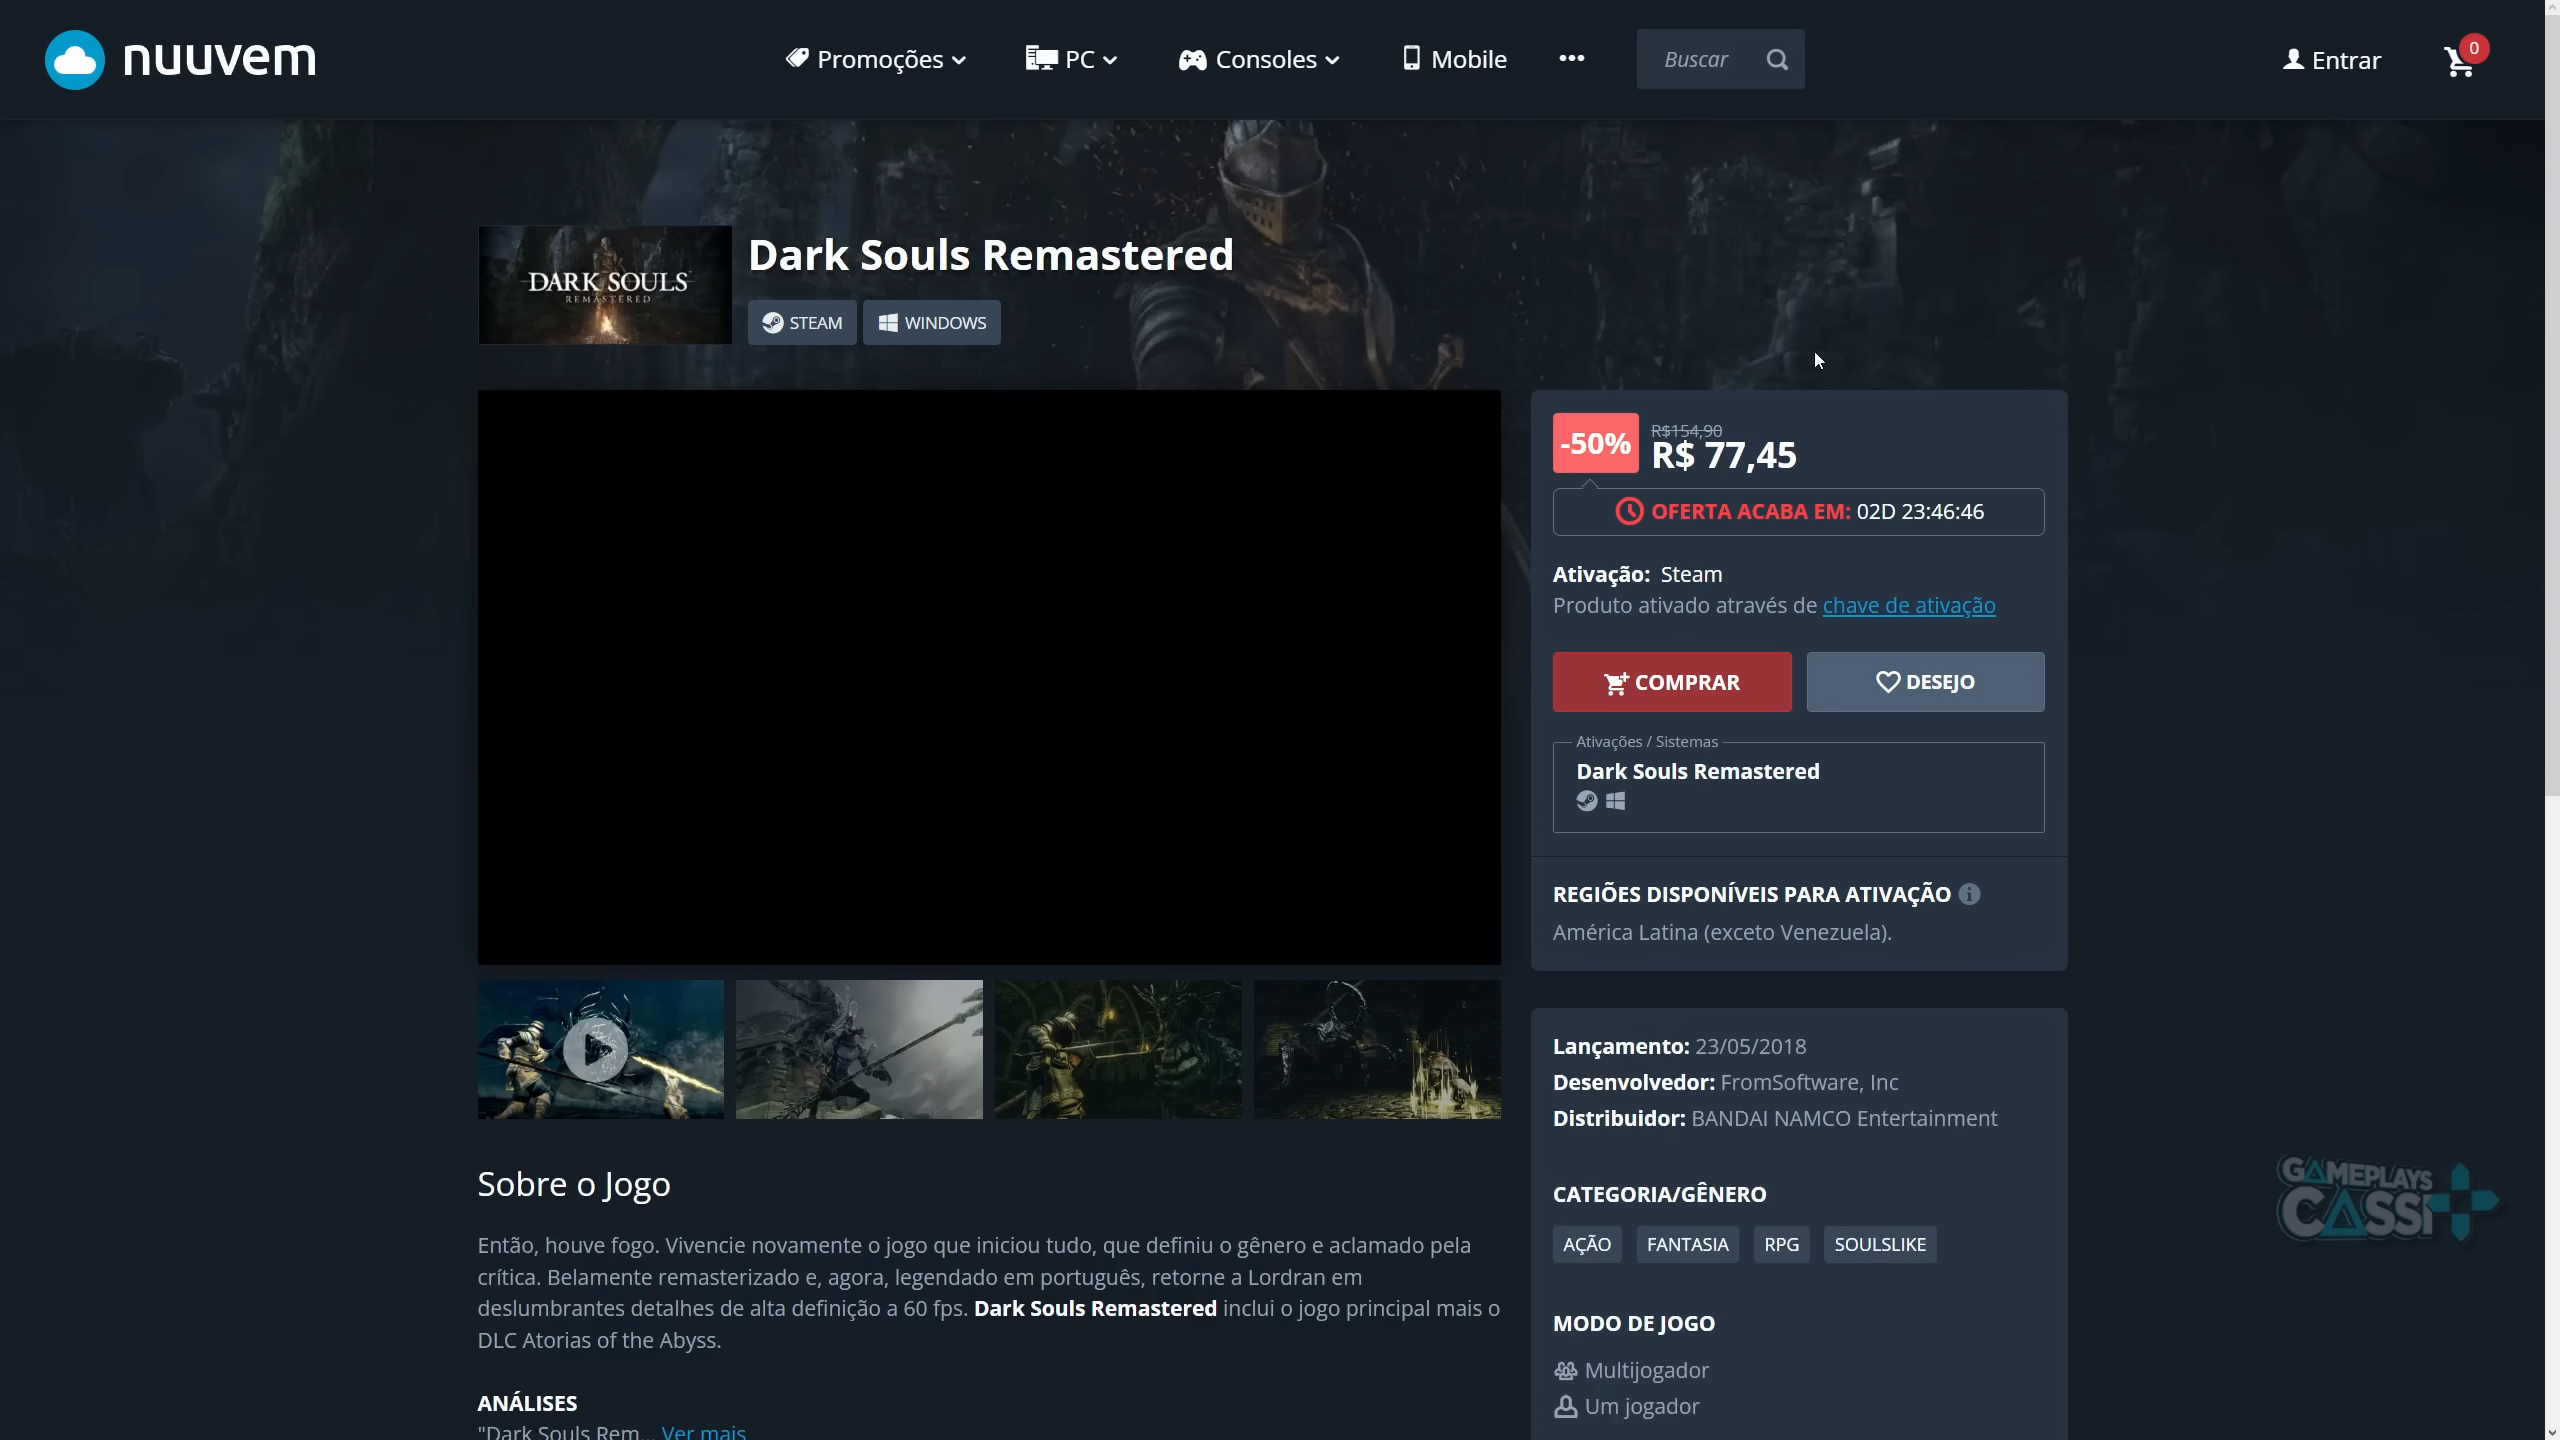 nuuvem
Promoções
PC
Consoles
Mobile
Buscar
Entrar
0
DARK SOULS
REMASTERED
Dark Souls Remastered
STEAM
WINDOWS
-50%
R$154,90
R$ 77,45
OFERTA ACABA EM: 02D 23:46:46
Ativação: Steam
Produto ativado através de chave de ativação
COMPRAR
DESEJO
Ativações / Sistemas
Dark Souls Remastered
REGIÕES DISPONÍVEIS PARA ATIVAÇÃO
América Latina (exceto Venezuela).
Lançamento: 23/05/2018
Desenvolvedor: FromSoftware, Inc
Distribuidor: BANDAI NAMCO Entertainment
CATEGORIA/GÊNERO
AÇÃO
FANTASIA
RPG
SOULSLIKE
MODO DE JOGO
Multijogador
Um jogador
Sobre o Jogo
Então, houve fogo. Vivencie novamente o jogo que iniciou tudo, que definiu o gênero e aclamado pela
crítica. Belamente remasterizado e, agora, legendado em português, retorne a Lordran em
deslumbrantes detalhes de alta definição a 60 fps. Dark Souls Remastered inclui o jogo principal mais o
DLC Atorias of the Abyss.
ANÁLISES
"Dark Souls Rem... Ver mais
GAMEPLAYS
CASSI